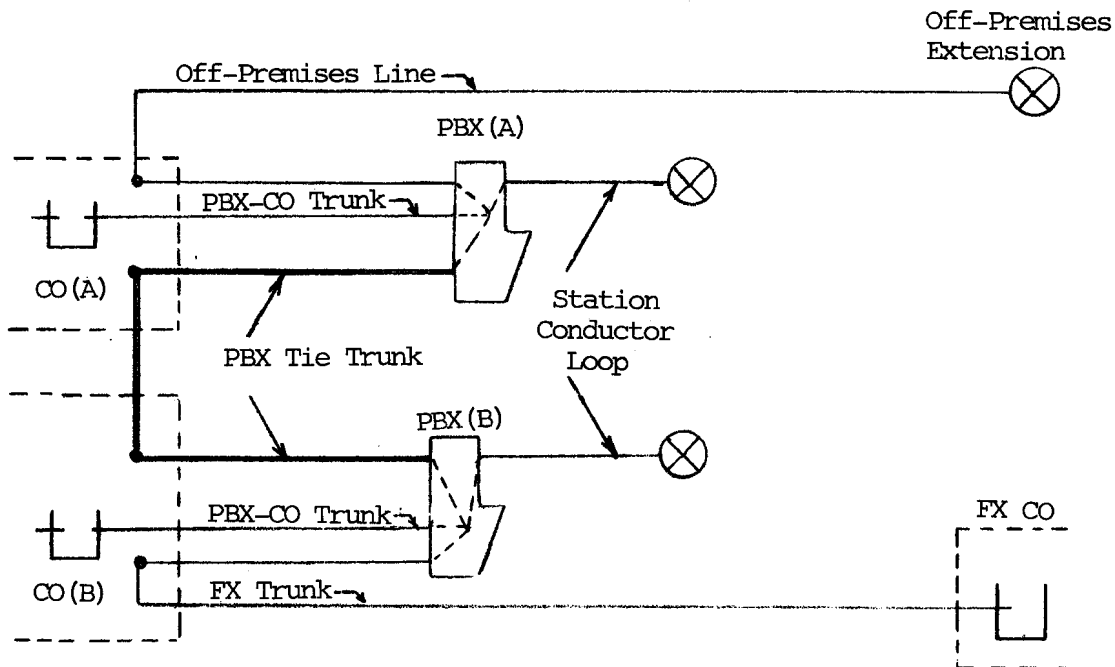 Off-Premises
Extension
Off-Premises Line
PBX(A)
PBX-CO Trunk
CO(A)
Station
Conductor
Loop
PBX Tie Trunk
PBX(B)
PBX-CO Trunk
FX CO
CO(B)
FX Trunk